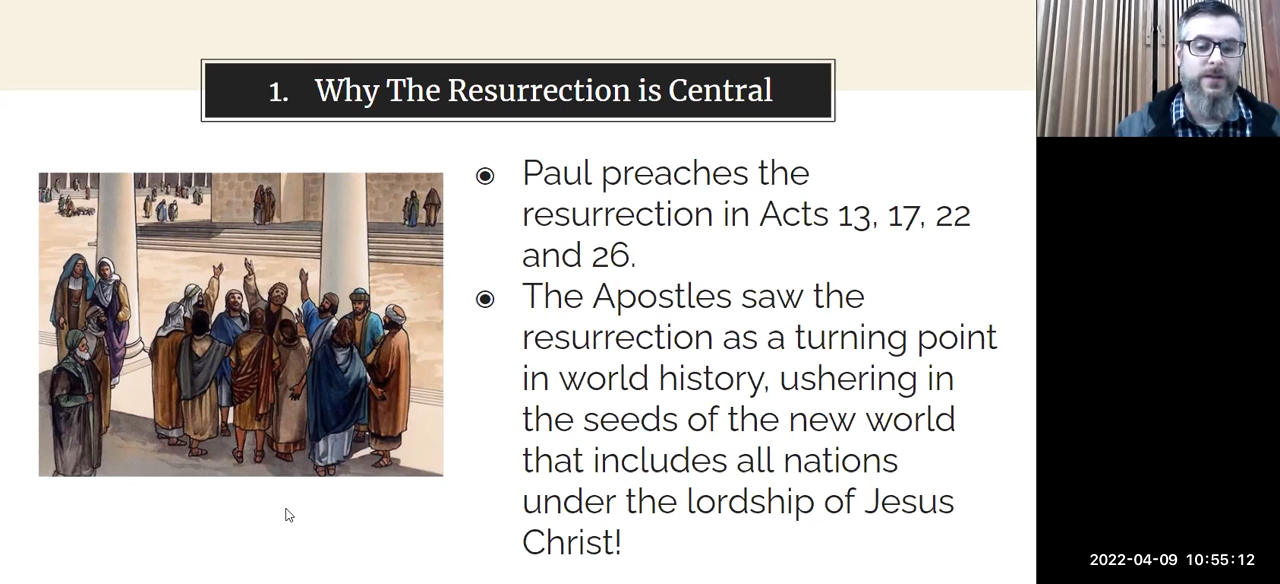 1. Why The Resurrection is Central
◉ Paul preaches the
resurrection in Acts 13, 17, 22
and 26.
◉ The Apostles saw the
resurrection as a turning point
in world history, ushering in
the seeds of the new world
that includes all nations
under the lordship of Jesus
Christ!
2022-04-09 10:55:12